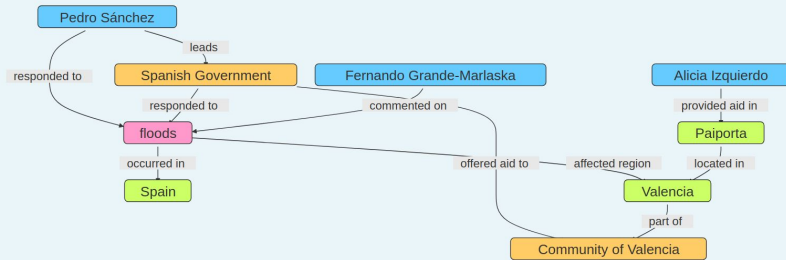 Pedro Sánchez
leads
responded to
Spanish Government
Fernando Grande-Marlaska
Alicia Izquierdo
responded to
commented on
provided aid in
floods
Paiporta
occurred in
offered aid to
affected region
located in
Spain
Valencia
part of
Community of Valencia